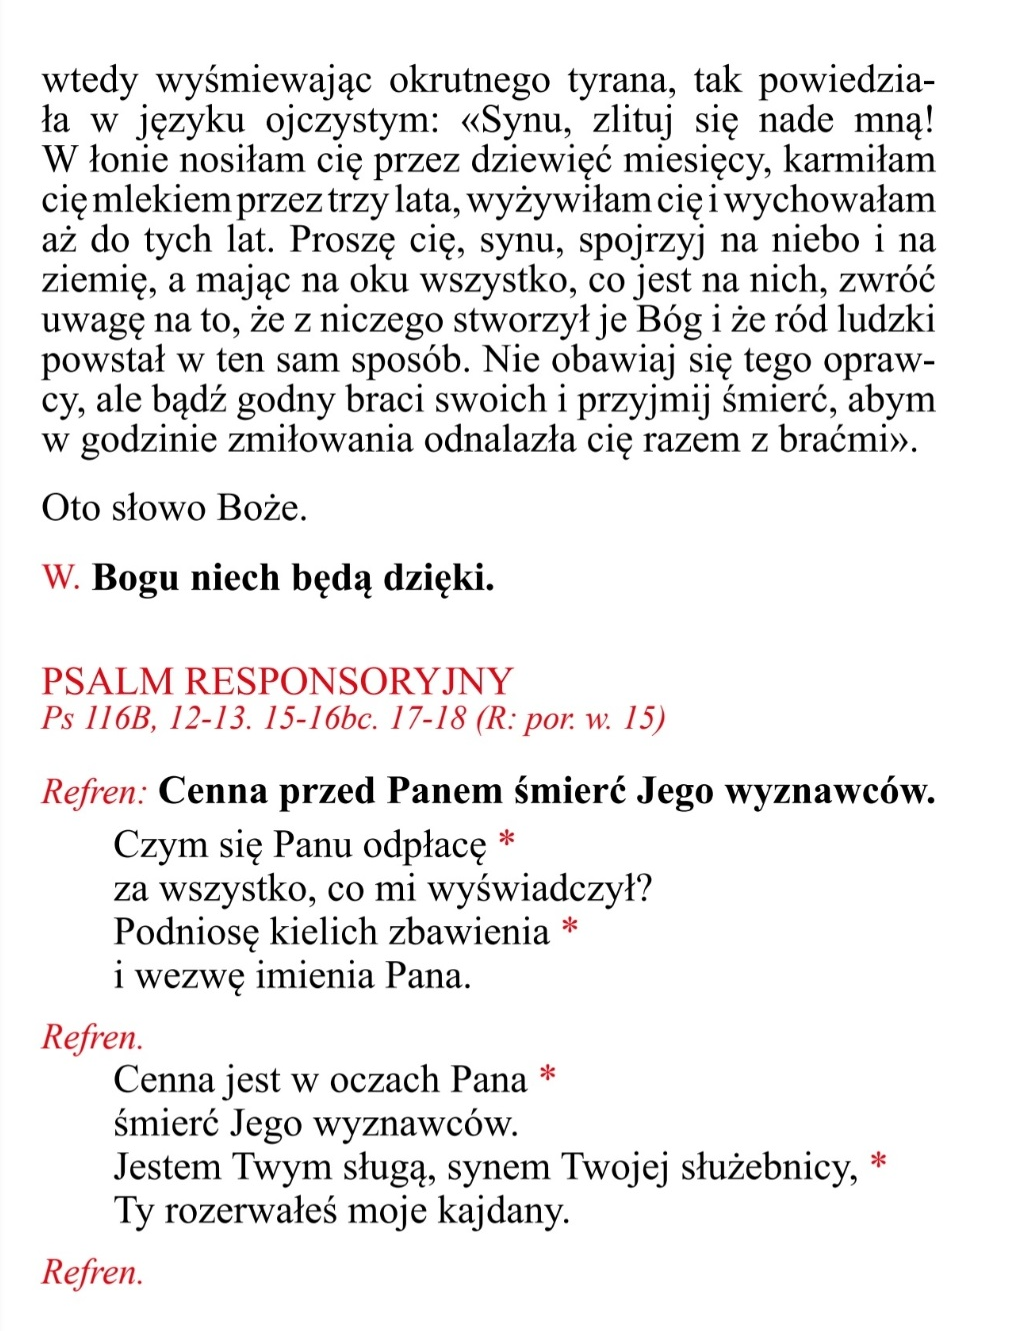 wtedy wyśmiewając okrutnego tyrana, tak powiedzia-
ła w języku ojczystym: «Synu, zlituj się nade mną!
W łonie nosiłam cię przez dziewięć miesięcy, karmiłam
cię mlekiem przez trzy lata, wyżywiłam cię i wychowałam
aż do tych lat. Proszę cię, synu, spojrzyj na niebo i na
ziemię, a mając na oku wszystko, co jest na nich, zwróć
uwagę na to, że z niczego stworzył je Bóg i że ród ludzki
powstał w ten sam sposób. Nie obawiaj się tego opraw-
cy, ale bądź godny braci swoich i przyjmij śmierć, abym
w godzinie zmiłowania odnalazła cię razem z braćmi».
Oto słowo Boże.
W. Bogu niech będą dzięki.
PSALM RESPONSORYJNY
Ps 116B, 12-13. 15-16bc. 17-18 (R: por. w. 15)
Refren: Cenna przed Panem śmierć Jego wyznawców.
Czym się Panu odpłacę *
za wszystko, co mi wyświadczył?
Podniosę kielich zbawienia *
i wezwę imienia Pana.
Refren.
Cenna jest w oczach Pana *
śmierć Jego wyznawców.
Jestem Twym sługą, synem Twojej służebnicy, *
Ty rozerwałeś moje kajdany.
Refren.